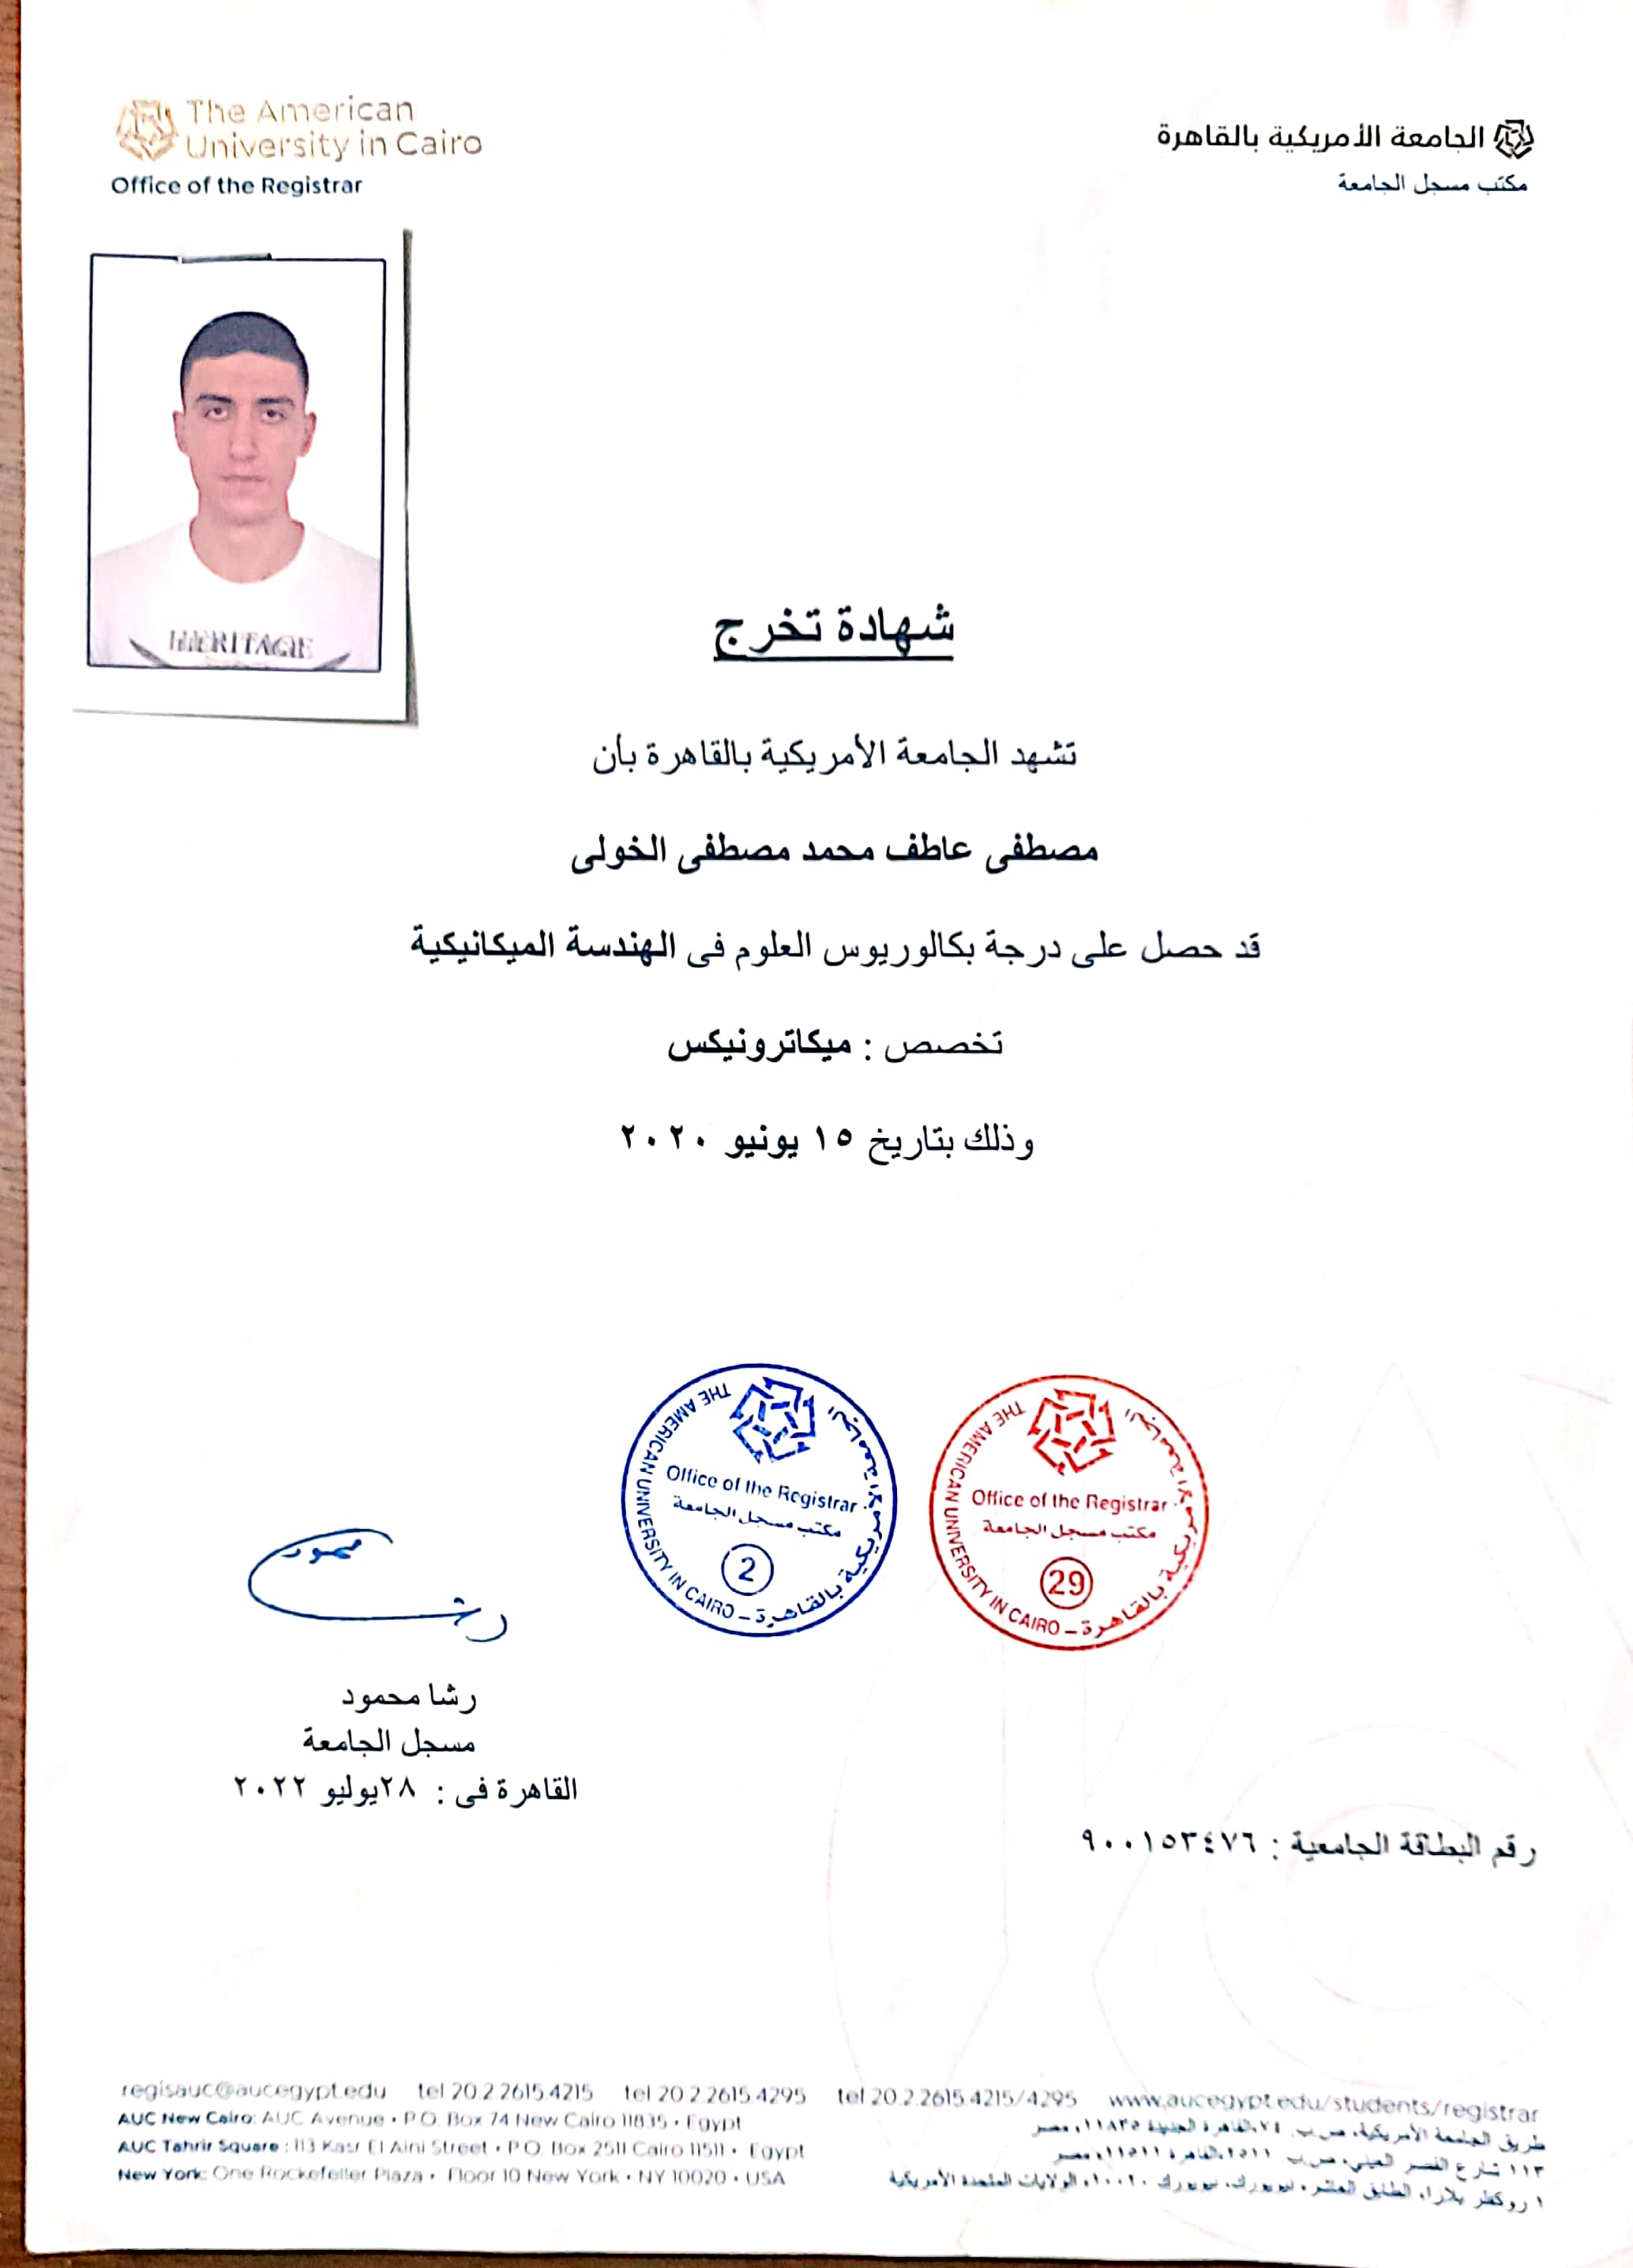 The American
University in Cairo
Office of the Registrar
الجامعة الأمريكية بالقاهرة
مكتب مسجل الجامعة
HERITAGE
شهادة تخرج
تشهد الجامعة الأمريكية بالقاهرة بأن
مصطفى عاطف محمد مصطفى الخولى
قد حصل على درجة بكالوريوس العلوم فى الهندسة الميكانيكية
تخصص : ميكاترونيكس
وذلك بتاريخ ١٥ يونيو ٢٠٢٠
THE AMERICAN UNIVERSITY IN CAIRO – الجامعة الأمريكية بالقاهرة
Office of the Registrar
مكتب مسجل الجامعة
2
THE AMERICAN UNIVERSITY IN CAIRO – الجامعة الأمريكية بالقاهرة
Office of the Registrar
مكتب مسجل الجامعة
29
رشا محمود
رشا محمود
مسجل الجامعة
القاهرة فى : ٢٨يوليو ٢٠٢٢
رقم البطاقة الجامعية : ٩٠٠١٥٣٤٧٦
regisauc@aucegypt.edu tel 20.2.2615.4215 tel 20.2.2615.4295 tel 20.2.2615.4215/4295 www.aucegypt.edu/students/registrar
AUC New Cairo: AUC Avenue • P.O. Box 74 New Cairo 11835 • Egypt
طريق الجامعة الأمريكية، ص.ب. ٧٤ القاهرة الجديدة ١١٨٣٥، مصر
AUC Tahrir Square : 113 Kasr El Aini Street • P.O. Box 2511 Cairo 11511 • Egypt
١١٣ شارع القصر العيني، ص.ب ٢٥١١ القاهرة ١١٥١١، مصر
New York: One Rockefeller Plaza • Floor 10 New York • NY 10020 • USA
١ روكفلر بلازا، الطابق العاشر، نيويورك، نيويورك ١٠٠٢٠، الولايات المتحدة الأمريكية